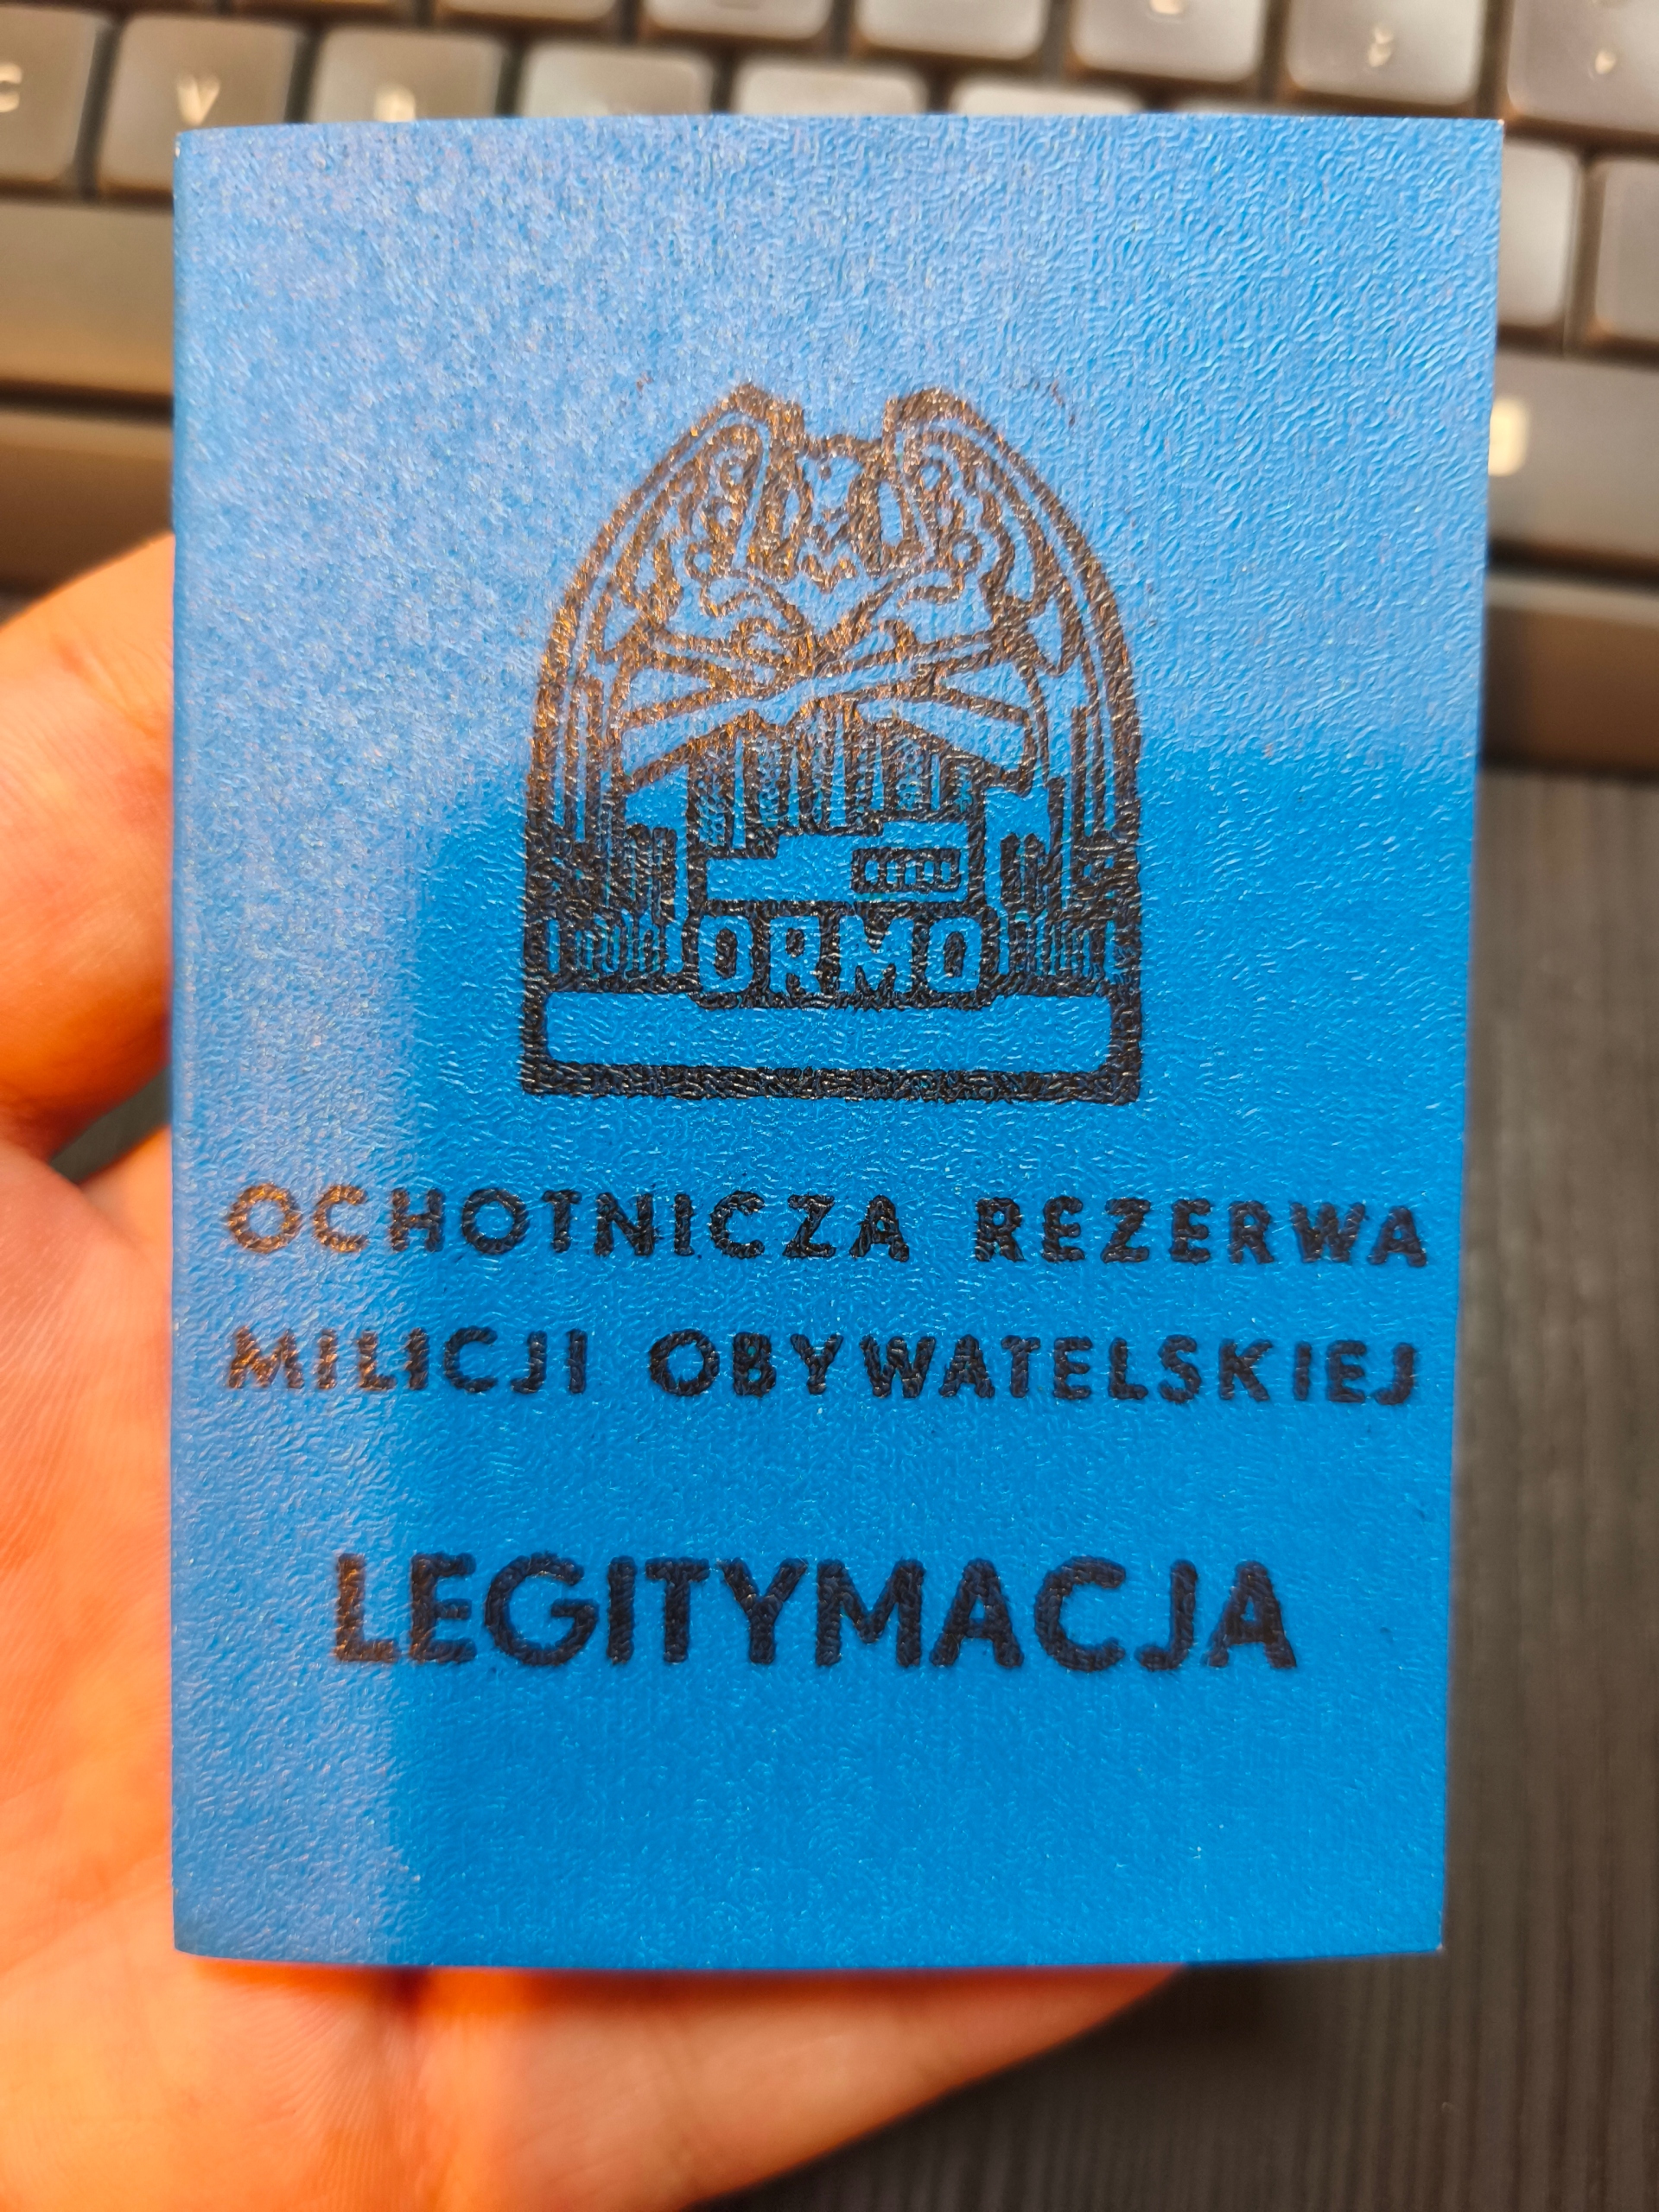 ORMO
OCHOTNICZA REZERWA
MILICJI OBYWATELSKIEJ
LEGITYMACJA